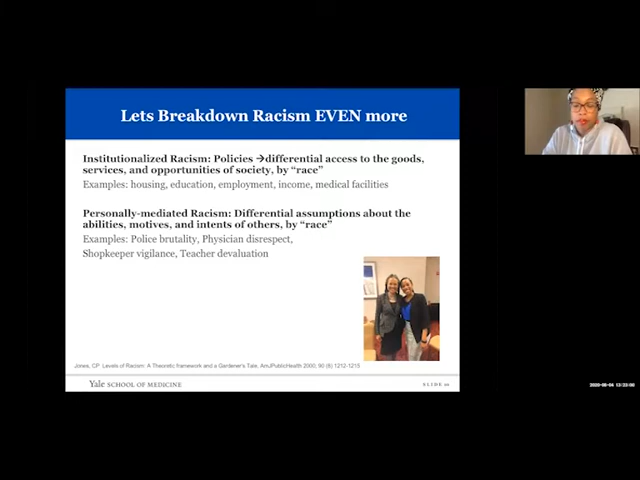 Lets Breakdown Racism EVEN more
Institutionalized Racism: Policies →differential access to the goods,
services, and opportunities of society, by “race”
Examples: housing, education, employment, income, medical facilities
Personally-mediated Racism: Differential assumptions about the
abilities, motives, and intents of others, by “race”
Examples: Police brutality, Physician disrespect,
Shopkeeper vigilance, Teacher devaluation
Jones, CP Levels of Racism: A Theoretic framework and a Gardener's Tale. AmJPublicHealth 2000; 90 (8) 1212-1215
Yale SCHOOL OF MEDICINE
SLIDE